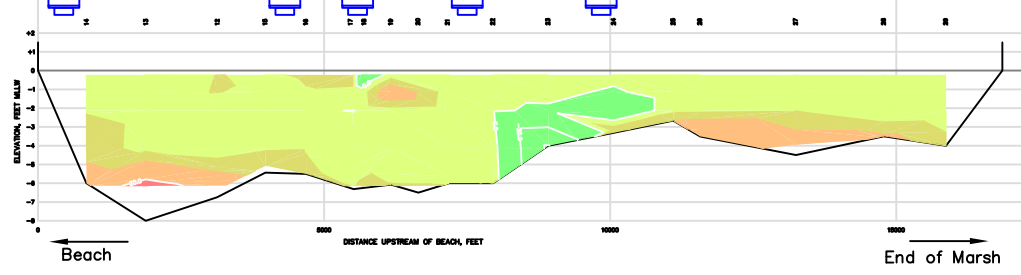 14 13 12 15 16 17 18 19 20 21 22 23 24 25 26 27 28 29
+2
+1
0
-1
-2
-3
-4
-5
-6
-7
-8
ELEVATION, FEET MLLW
0 5000 10000 15000
DISTANCE UPSTREAM OF BEACH, FEET
Beach End of Marsh